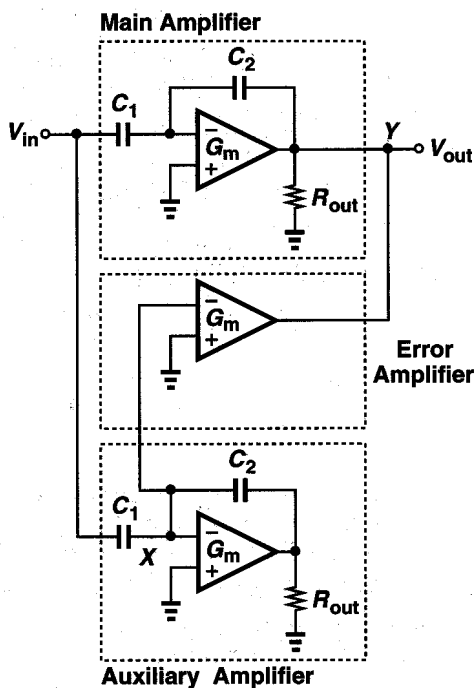 Main Amplifier
C2
C1
Vin
−
Gm
+
Y
Vout
Rout
−
Gm
+
Error
Amplifier
C2
C1
X
−
Gm
+
Rout
Auxiliary Amplifier